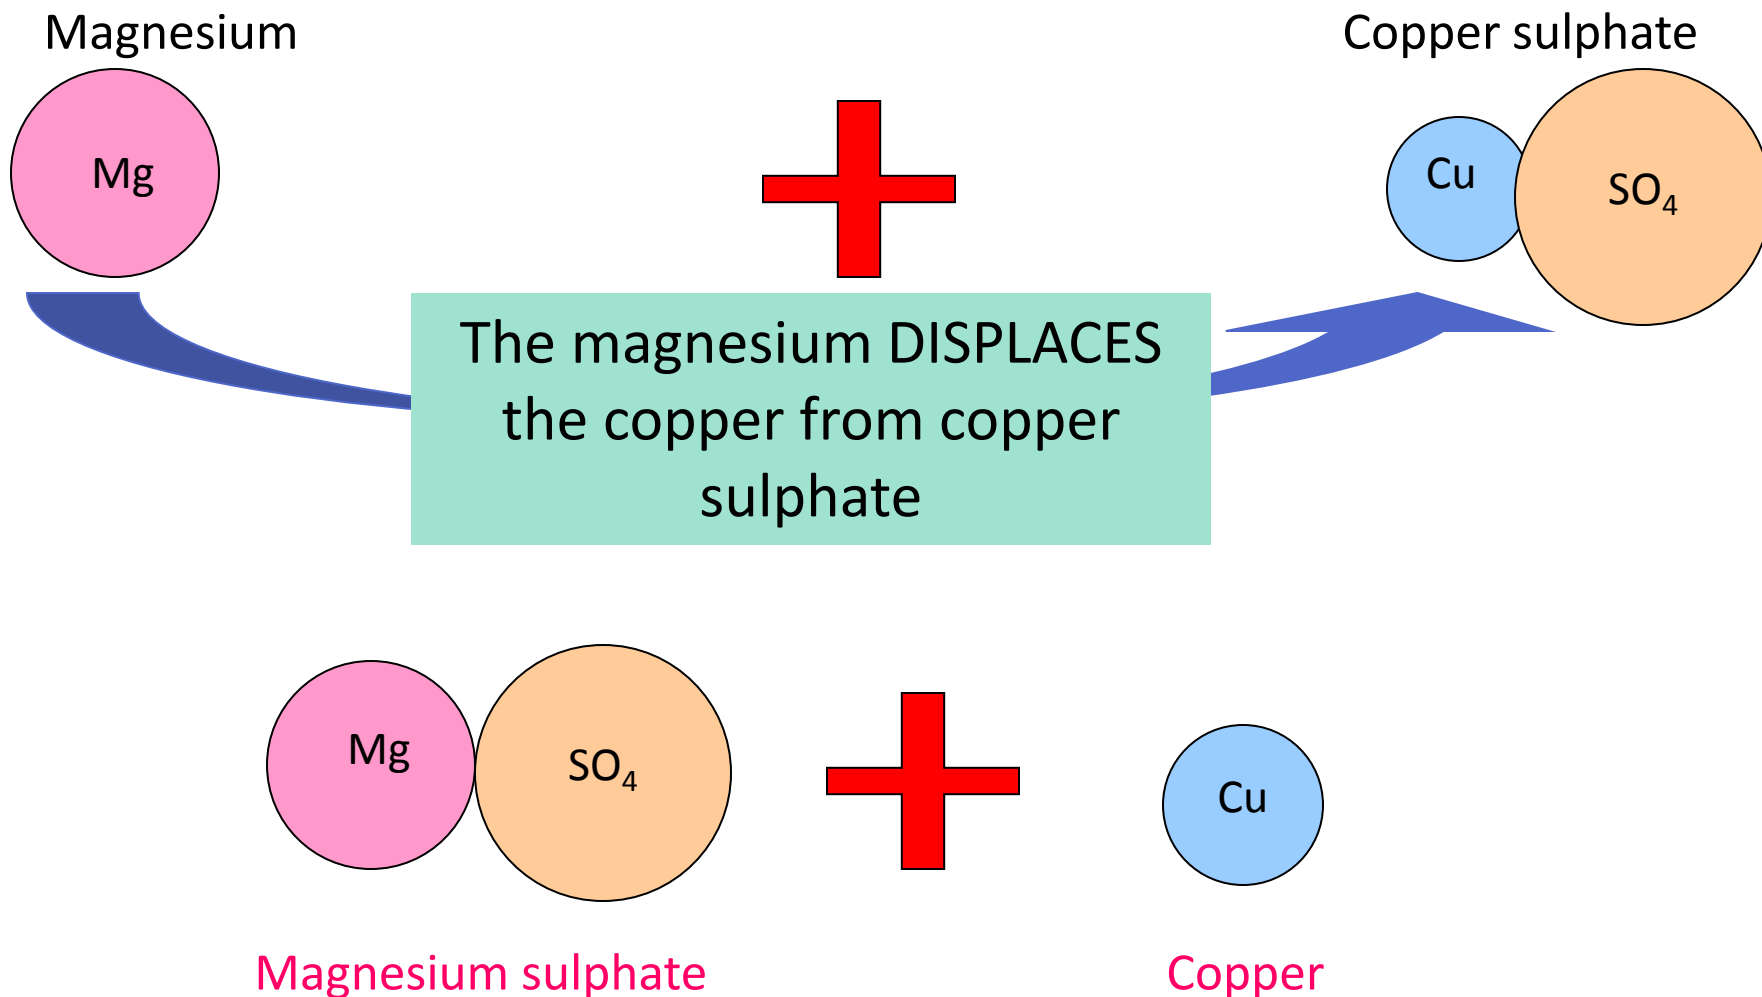 Magnesium
Copper sulphate
Mg
Cu
SO₄
The magnesium DISPLACES
the copper from copper
sulphate
Mg
SO₄
Cu
Magnesium sulphate
Copper